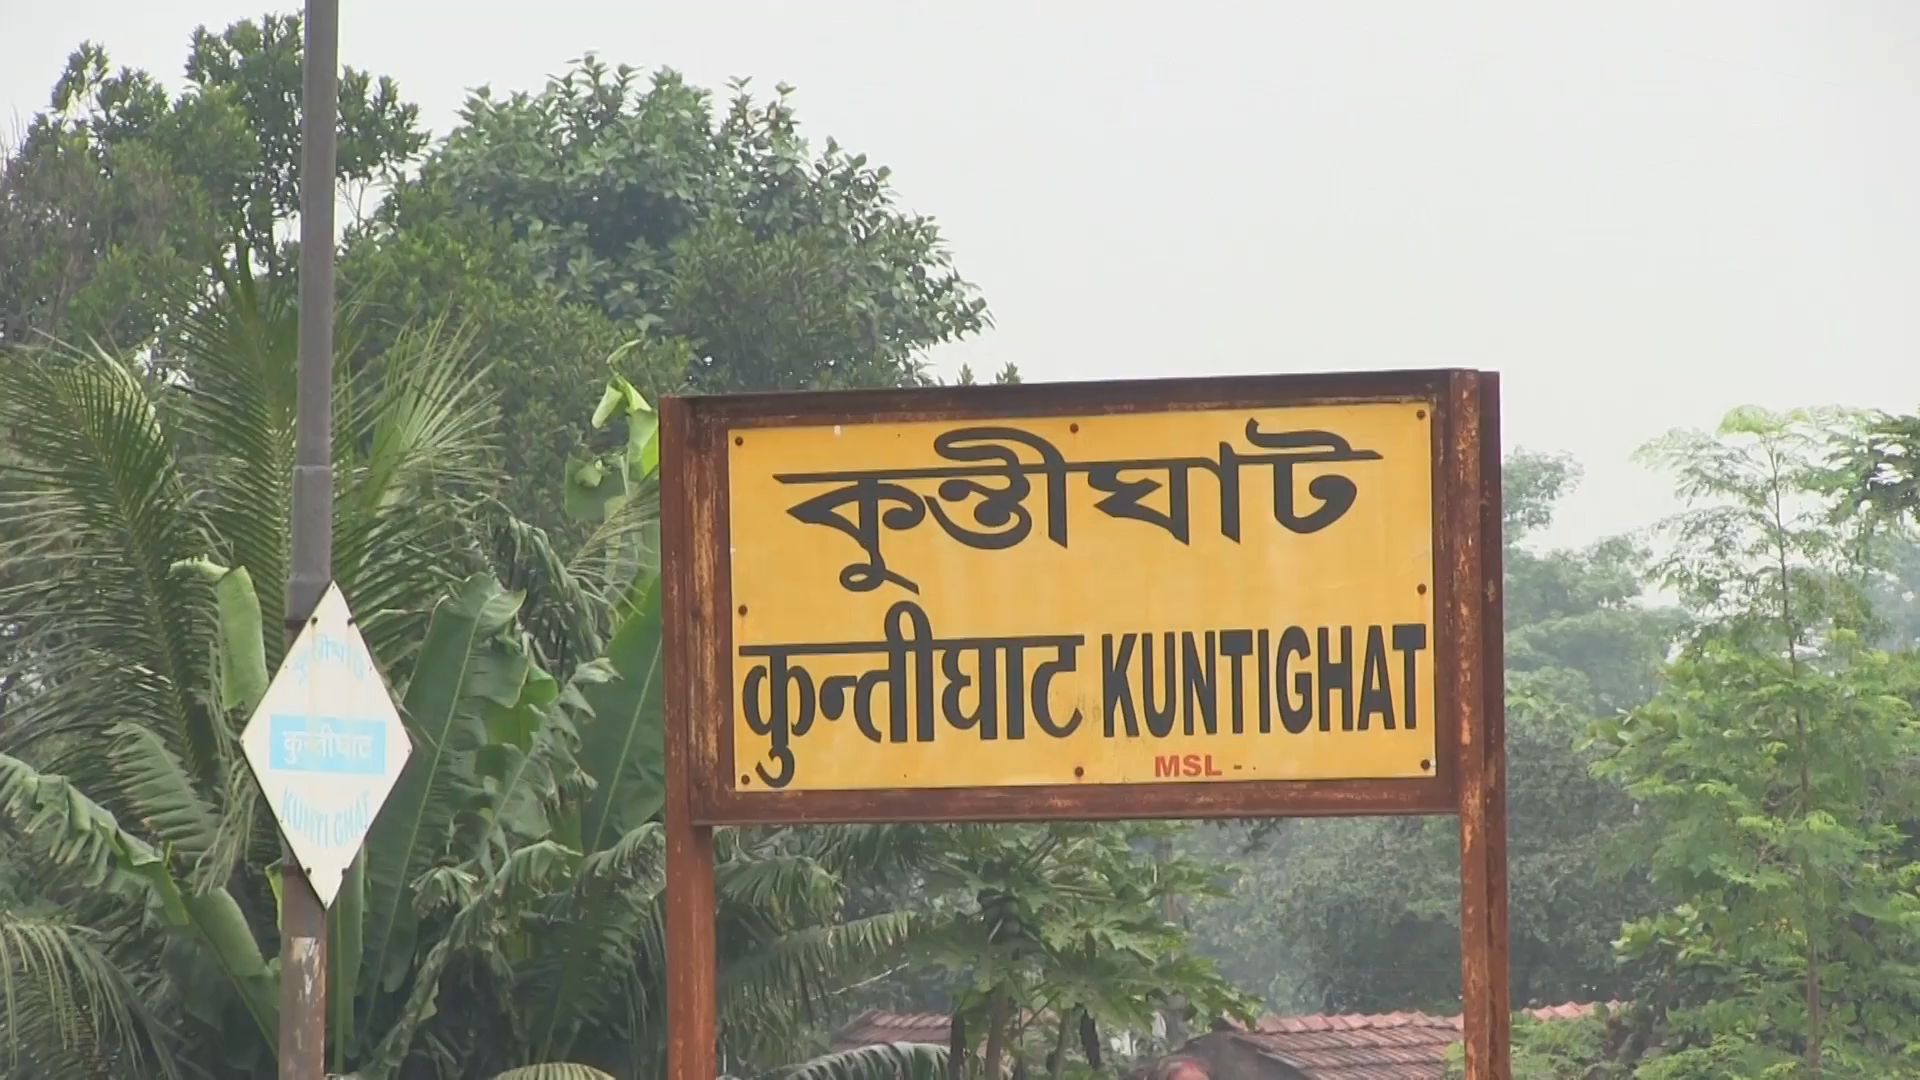 কুন্তীঘাট
कुन्तीघाट KUNTIGHAT
MSL - .
कुन्तीघाट
KUNTI GHAT